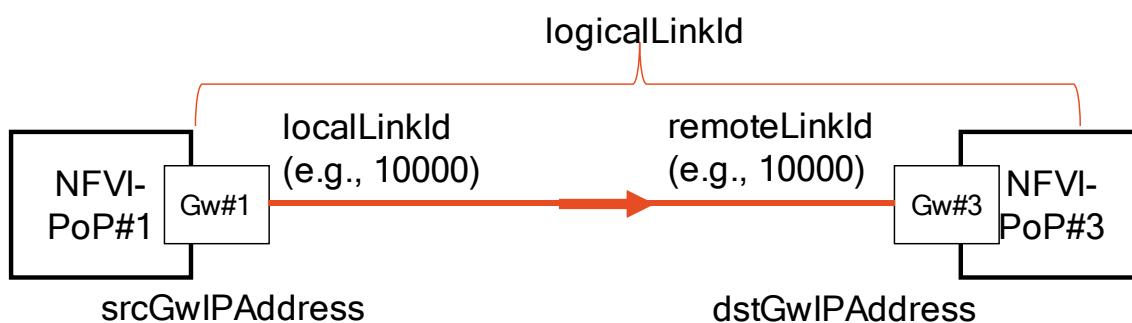 logicalLinkId
localLinkId
(e.g., 10000)
remoteLinkId
(e.g., 10000)
NFVI-
PoP#1
Gw#1
Gw#3
NFVI-
PoP#3
srcGwIPAddress
dstGwIPAddress